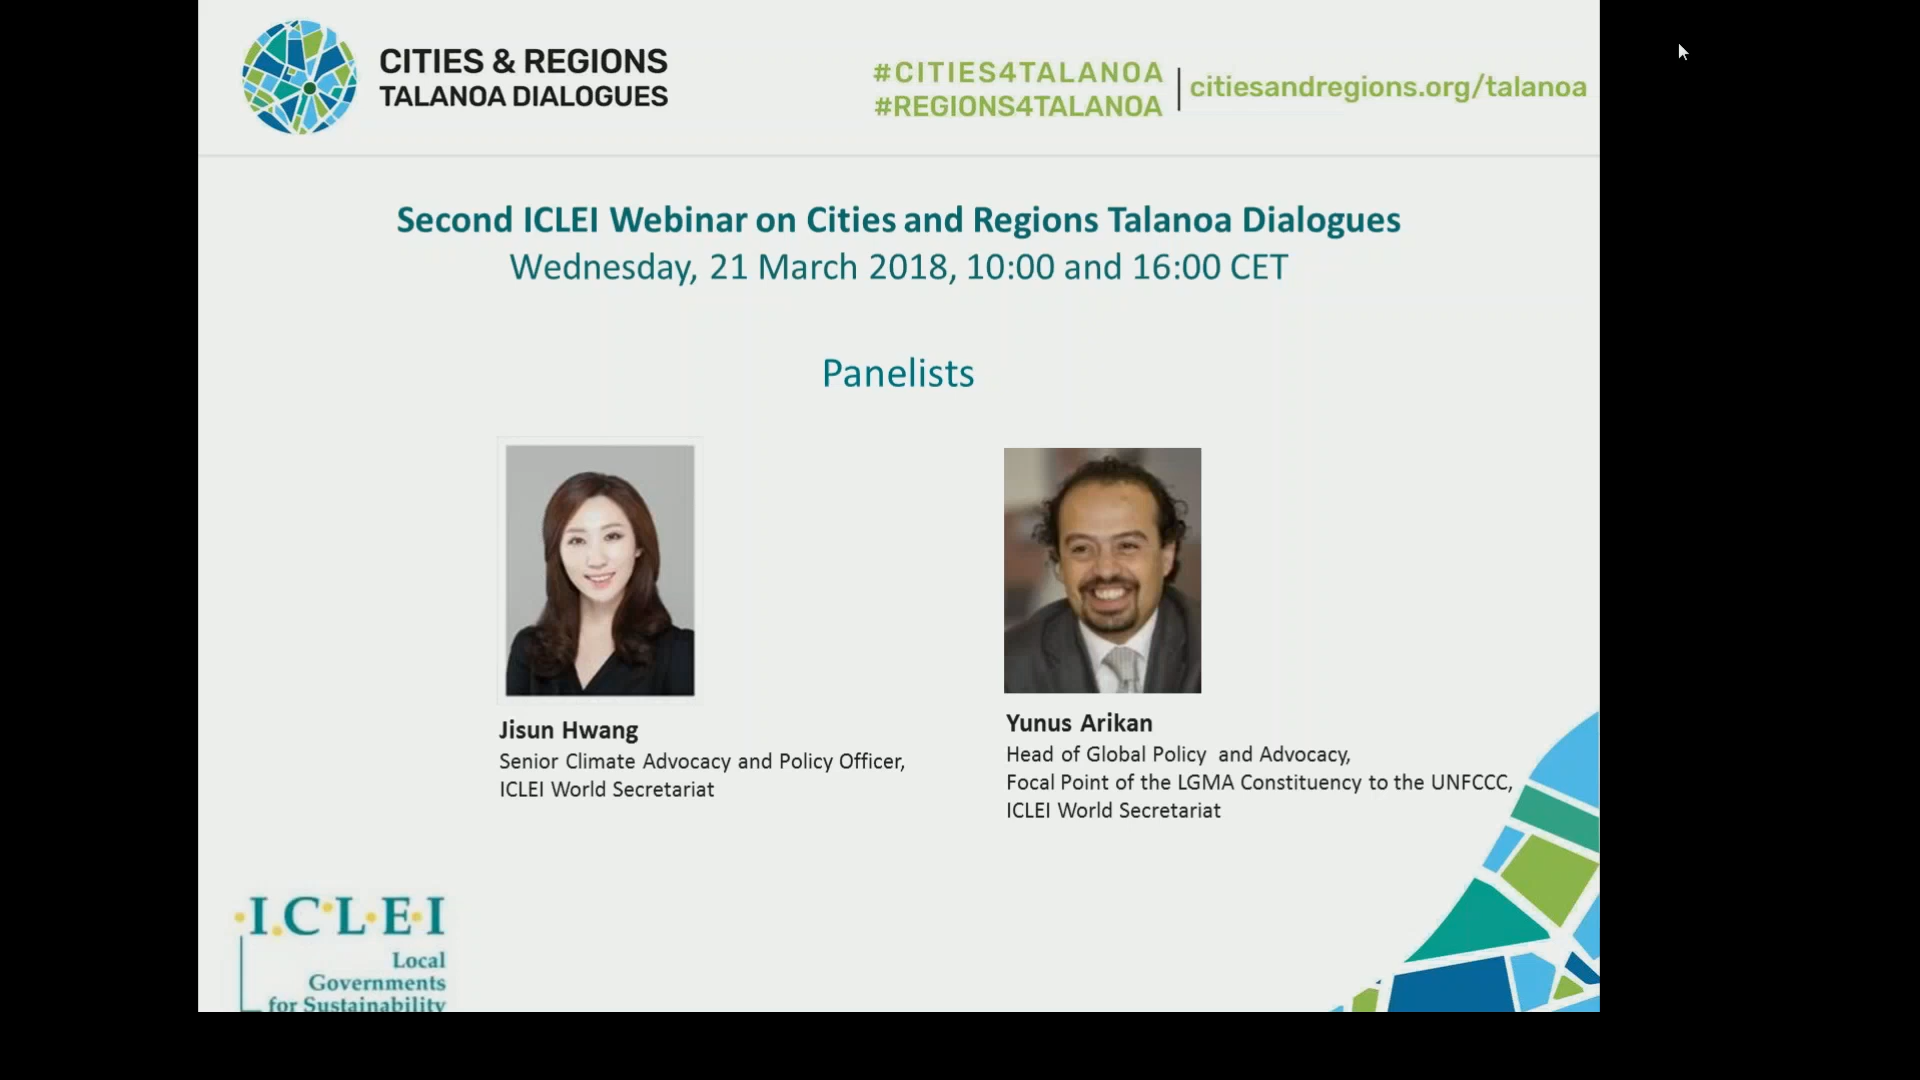 CITIES & REGIONS
TALANOA DIALOGUES
#CITIES4TALANOA
#REGIONS4TALANOA
citiesandregions.org/talanoa
Second ICLEI Webinar on Cities and Regions Talanoa Dialogues
Wednesday, 21 March 2018, 10:00 and 16:00 CET
Panelists
Jisun Hwang
Senior Climate Advocacy and Policy Officer,
ICLEI World Secretariat
Yunus Arikan
Head of Global Policy and Advocacy,
Focal Point of the LGMA Constituency to the UNFCCC,
ICLEI World Secretariat
I.C.L.E.I
Local
Governments
for Sustainability